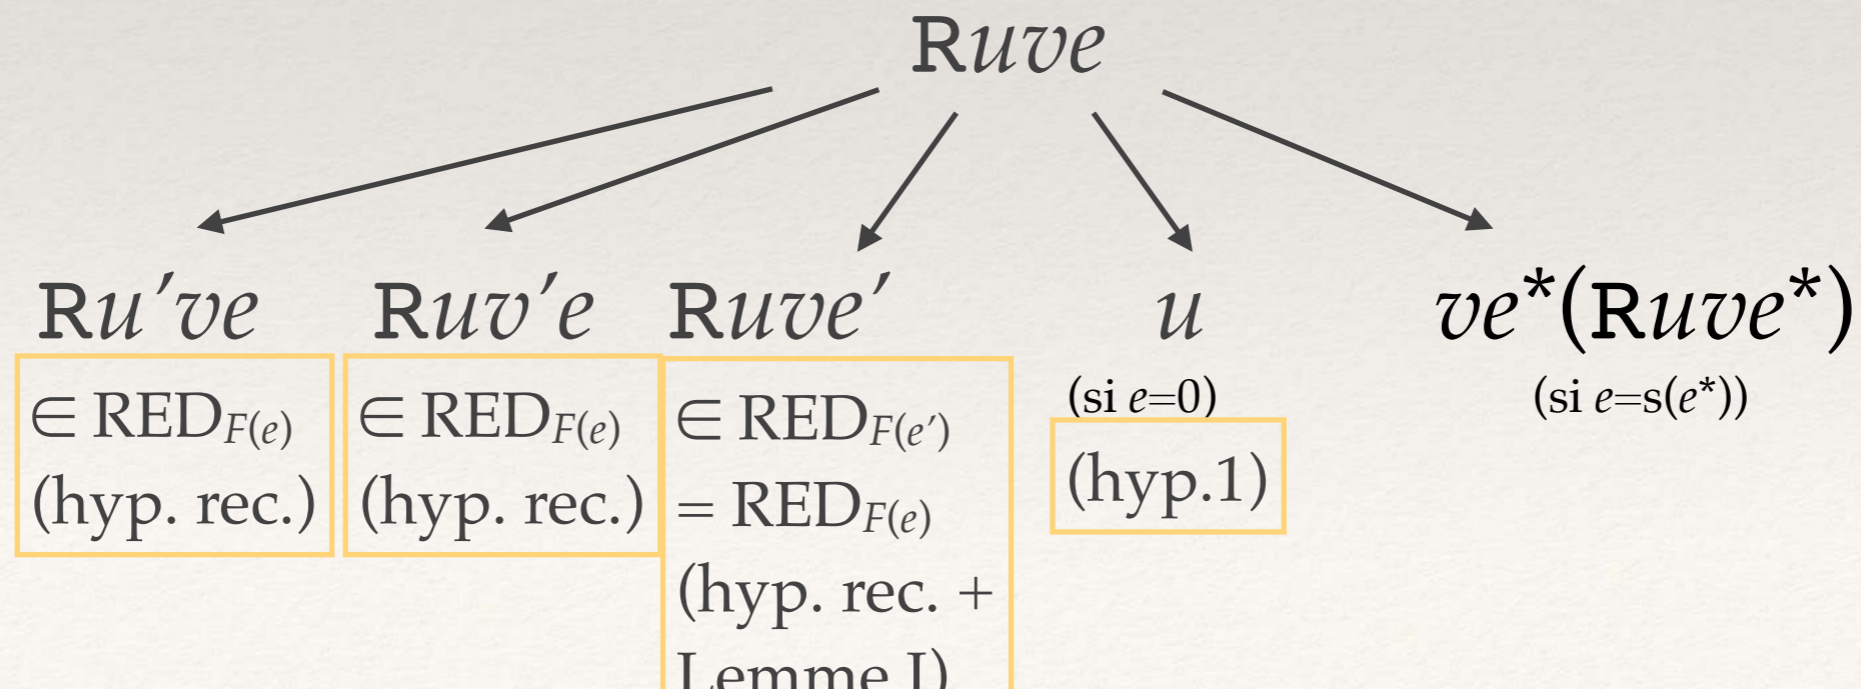 Ruve
Ru′ve Ruv′e Ruve′ u ve*(Ruve*)
(si e=0) (si e=s(e*))
∈ RED_F(e)
(hyp. rec.)
∈ RED_F(e)
(hyp. rec.)
∈ RED_F(e′)
= RED_F(e)
(hyp. rec. +
Lemme I)
(hyp.1)